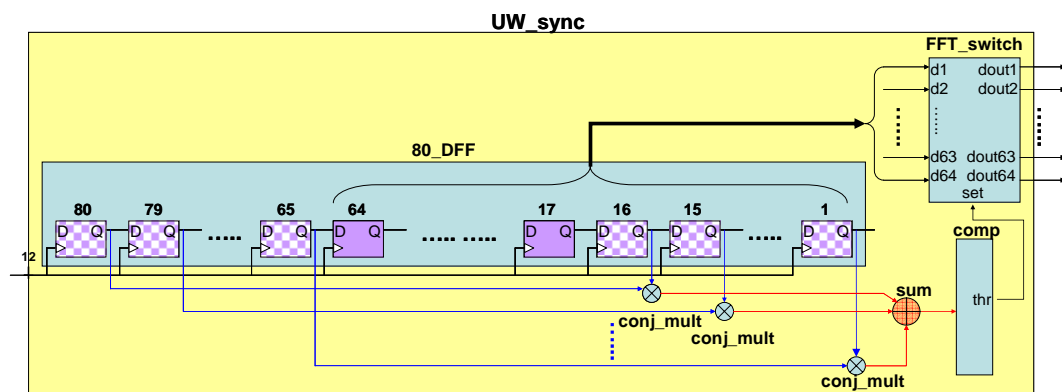 UW_sync
FFT_switch
d1 dout1
d2 dout2
d63 dout63
d64 dout64
set
80_DFF
80 79 65 64 17 16 15 1
D Q D Q D Q D Q D Q D Q D Q D Q
12
comp
thr
sum
conj_mult
conj_mult
conj_mult